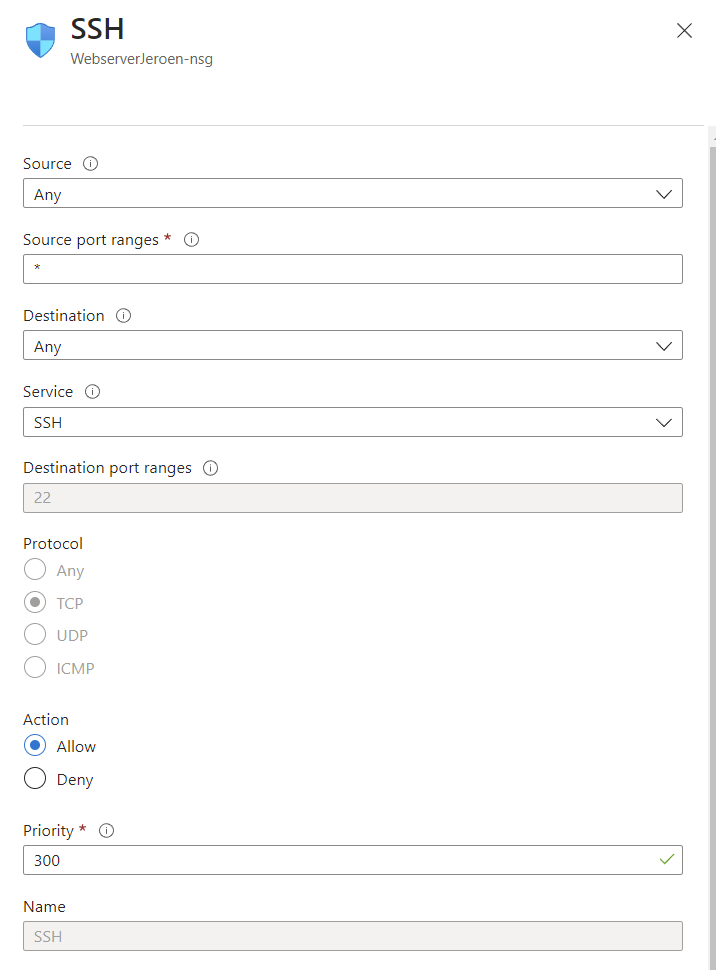 SSH
WebserverJeroen-nsg
Source
Any
Source port ranges *
*
Destination
Any
Service
SSH
Destination port ranges
22
Protocol
Any
TCP
UDP
ICMP
Action
Allow
Deny
Priority *
300
Name
SSH